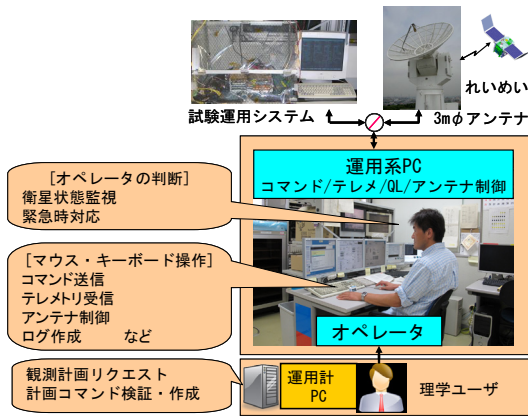 れいめい
試験運用システム
3mφアンテナ
運用系PC
コマンド/テレメ/QL/アンテナ制御
[オペレータの判断]
衛星状態監視
緊急時対応
[マウス・キーボード操作]
コマンド送信
テレメトリ受信
アンテナ制御
ログ作成 など
オペレータ
観測計画リクエスト
計画コマンド検証・作成
運用計
PC
理学ユーザ